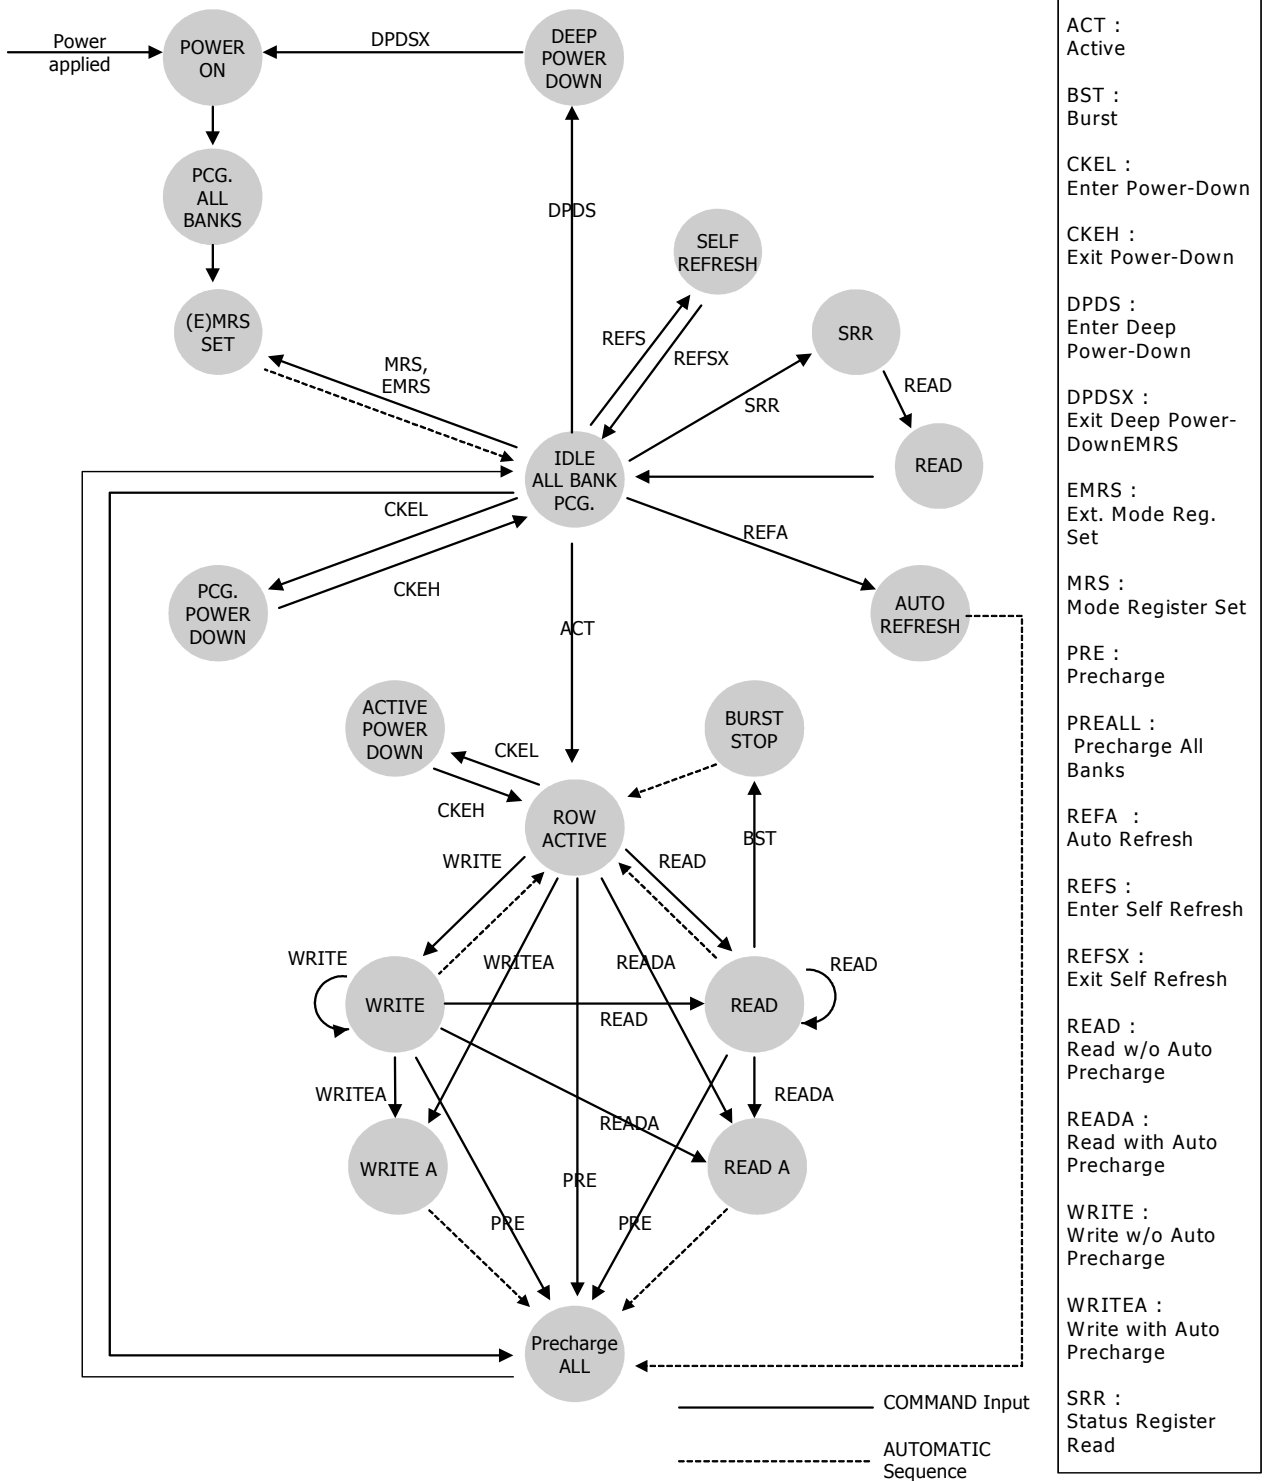 Power
applied
POWER
ON
DPDSX
DEEP
POWER
DOWN
PCG.
ALL
BANKS
DPDS
SELF
REFRESH
(E)MRS
SET
MRS,
EMRS
REFS
REFSX
SRR
SRR
READ
READ
IDLE
ALL BANK
PCG.
CKEL
CKEH
REFA
PCG.
POWER
DOWN
AUTO
REFRESH
ACT
ACTIVE
POWER
DOWN
CKEL
CKEH
BURST
STOP
ROW
ACTIVE
BST
WRITE
READ
WRITE
WRITEA
READA
READ
WRITE
READ
READ
WRITEA
READA
READA
WRITE A
READ A
PRE
PRE
PRE
Precharge
ALL
COMMAND Input
AUTOMATIC
Sequence
ACT :
Active
BST :
Burst
CKEL :
Enter Power-Down
CKEH :
Exit Power-Down
DPDS :
Enter Deep
Power-Down
DPDSX :
Exit Deep Power-
DownEMRS
EMRS :
Ext. Mode Reg.
Set
MRS :
Mode Register Set
PRE :
Precharge
PREALL :
Precharge All
Banks
REFA :
Auto Refresh
REFS :
Enter Self Refresh
REFSX :
Exit Self Refresh
READ :
Read w/o Auto
Precharge
READA :
Read with Auto
Precharge
WRITE :
Write w/o Auto
Precharge
WRITEA :
Write with Auto
Precharge
SRR :
Status Register
Read